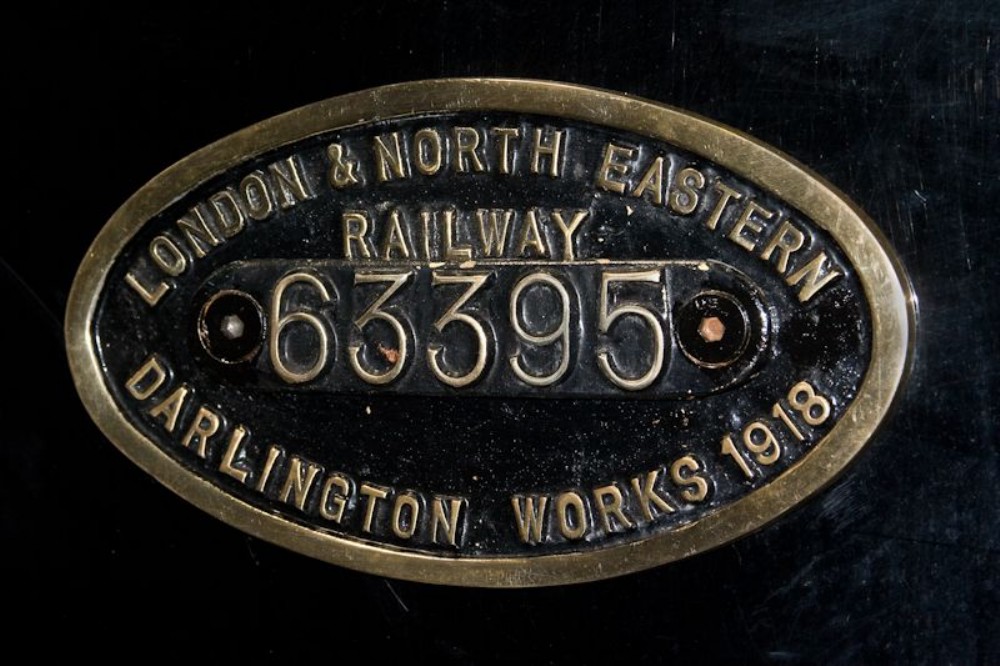 LONDON & NORTH EASTERN
RAILWAY
63395
DARLINGTON WORKS 1918